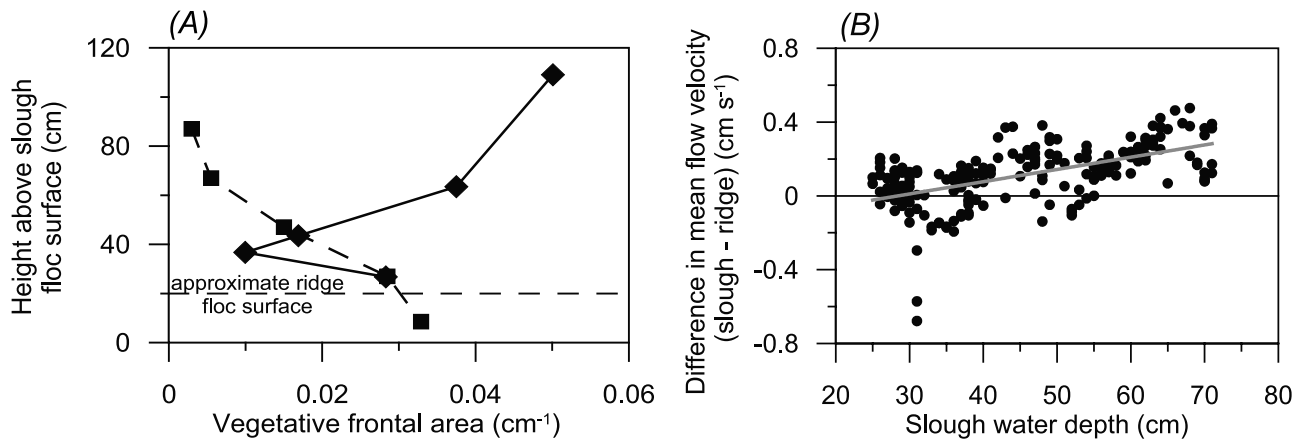 (A)
Height above slough
floc surface (cm)
120
80
40
0
approximate ridge
floc surface
0
0.02
0.04
0.06
Vegetative frontal area (cm⁻¹)
(B)
Difference in mean flow velocity
(slough - ridge) (cm s⁻¹)
0.8
0.4
0
-0.4
-0.8
20
30
40
50
60
70
80
Slough water depth (cm)